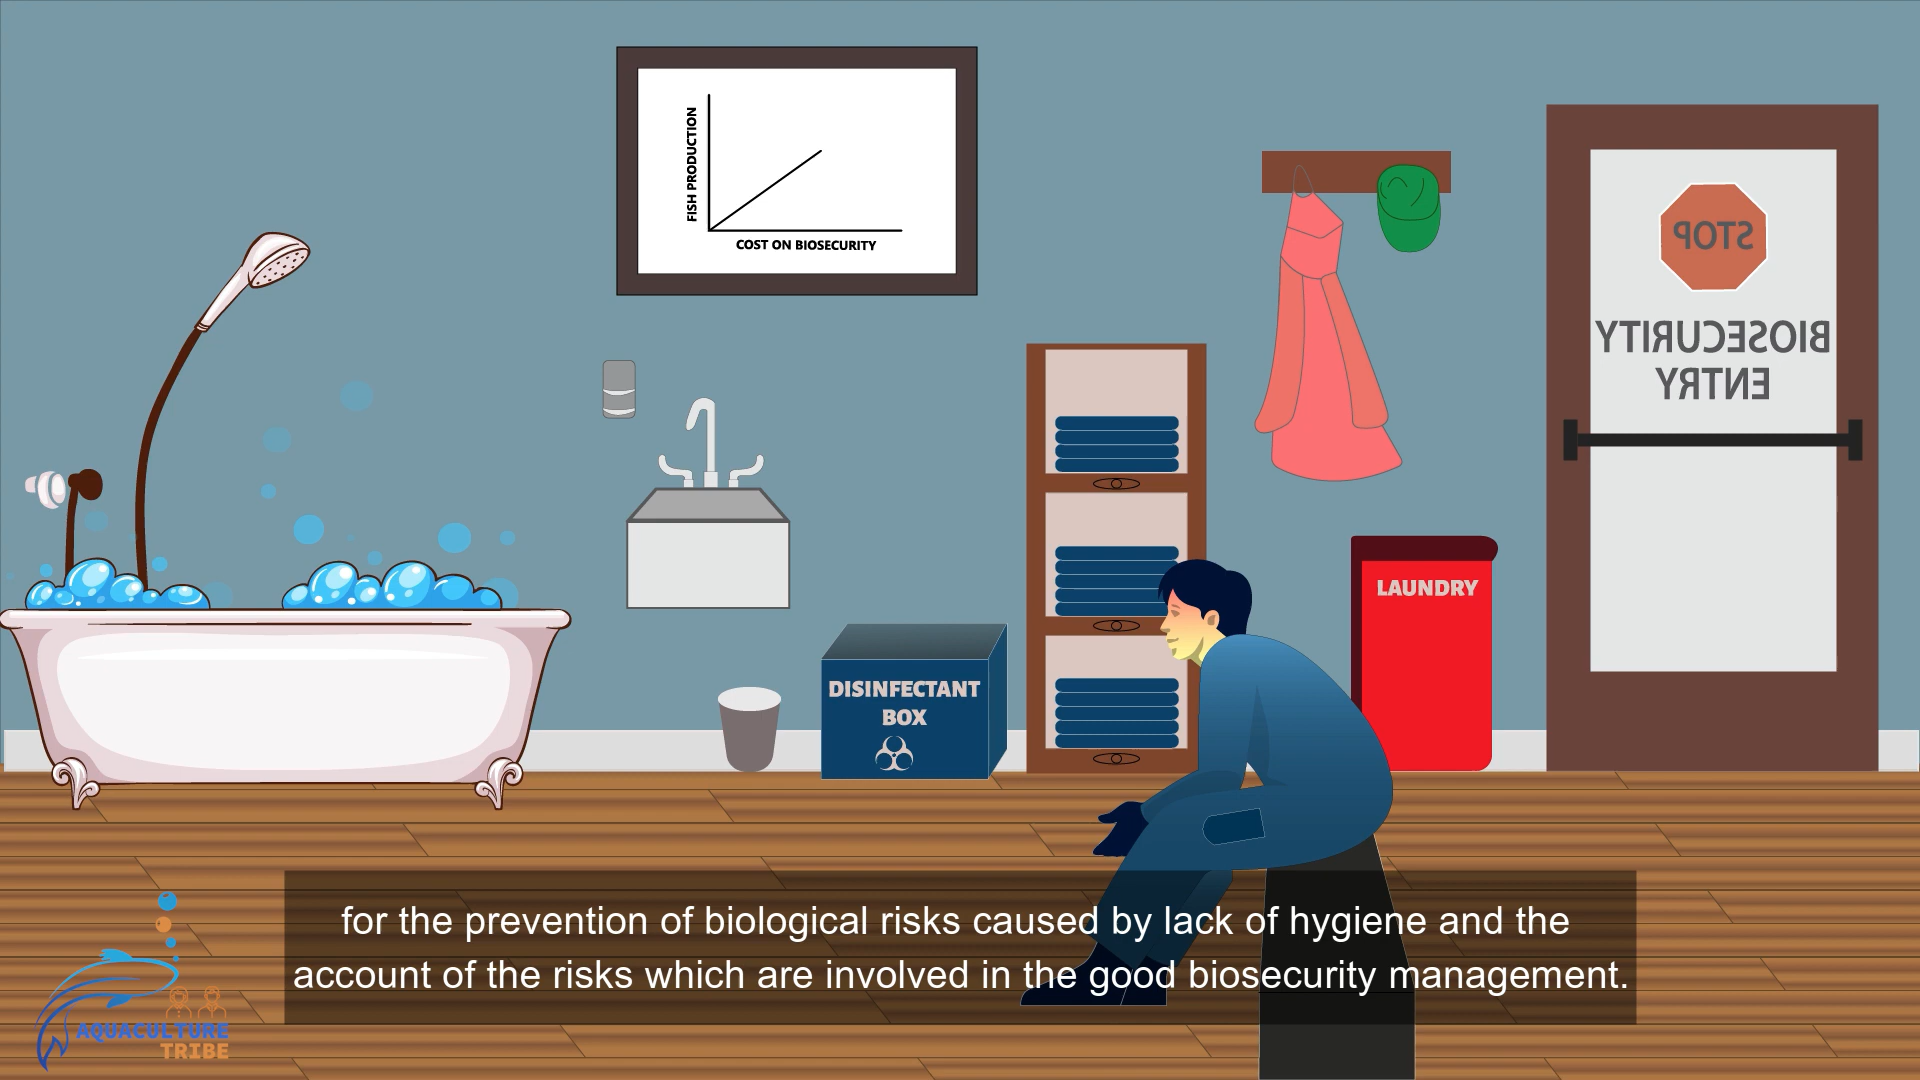 FISH PRODUCTION
COST ON BIOSECURITY
STOP
BIOSECURITY
ENTRY
LAUNDRY
DISINFECTANT
BOX
for the prevention of biological risks caused by lack of hygiene and the
account of the risks which are involved in the good biosecurity management.
AQUACULTURE
TRIBE